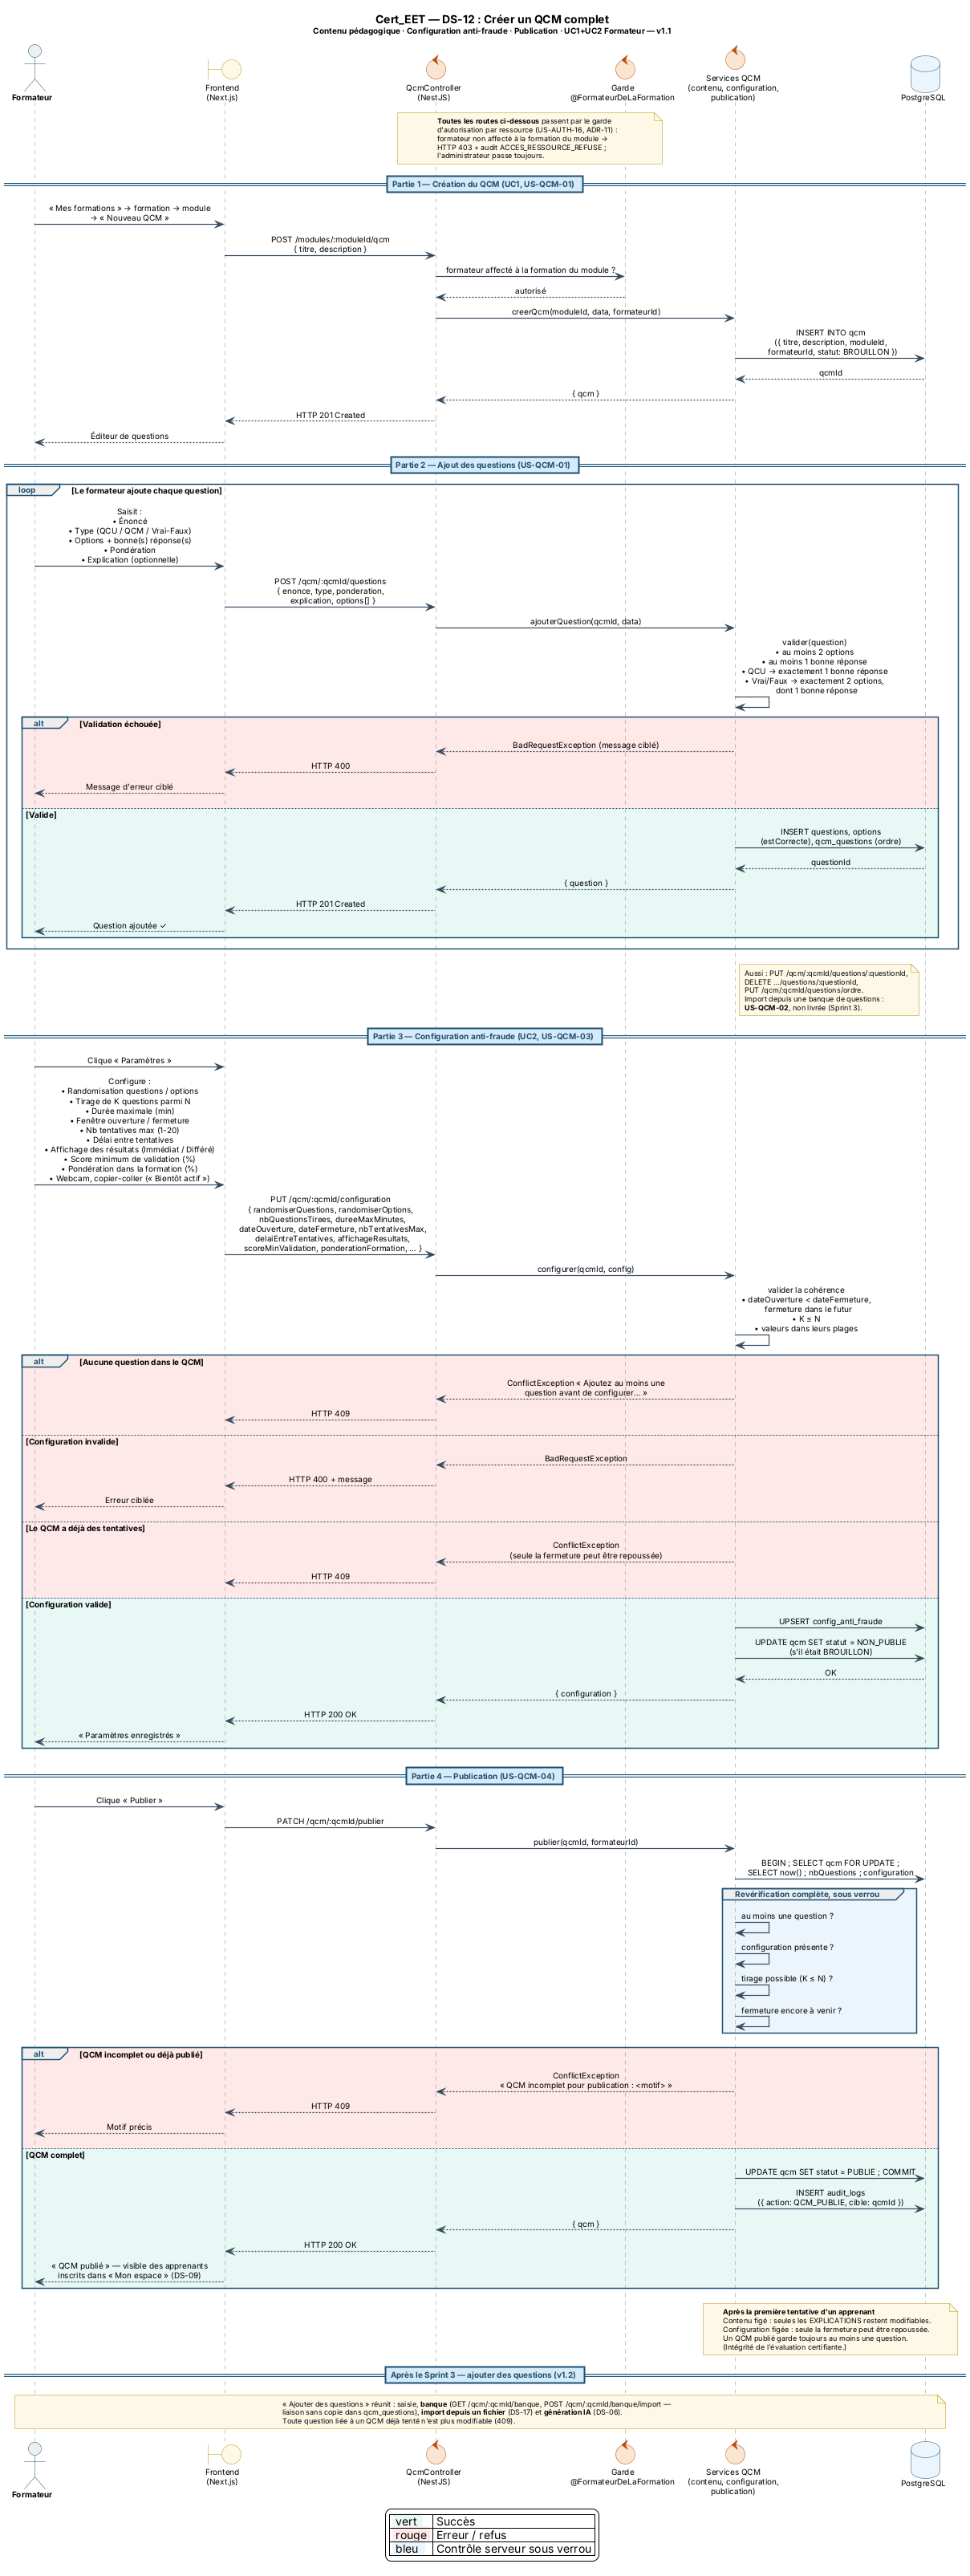 Cert_EET — DS-12 : Créer un QCM complet
Contenu pédagogique · Configuration anti-fraude · Publication · UC1+UC2 Formateur — v1.1
Formateur
Frontend
(Next.js)
QcmController
(NestJS)
Garde
@FormateurDeLaFormation
Services QCM
(contenu, configuration,
publication)
PostgreSQL
Toutes les routes ci-dessous passent par le garde
d'autorisation par ressource (US-AUTH-16, ADR-11) :
formateur non affecté à la formation du module →
HTTP 403 + audit ACCES_RESSOURCE_REFUSE ;
l'administrateur passe toujours.
Partie 1 — Création du QCM (UC1, US-QCM-01)
« Mes formations » → formation → module
→ « Nouveau QCM »
POST /modules/:moduleId/qcm
{ titre, description }
formateur affecté à la formation du module ?
autorisé
creerQcm(moduleId, data, formateurId)
INSERT INTO qcm
({ titre, description, moduleId,
formateurId, statut: BROUILLON })
qcmId
{ qcm }
HTTP 201 Created
Éditeur de questions
Partie 2 — Ajout des questions (US-QCM-01)
loop
[Le formateur ajoute chaque question]
Saisit :
• Énoncé
• Type (QCU / QCM / Vrai-Faux)
• Options + bonne(s) réponse(s)
• Pondération
• Explication (optionnelle)
POST /qcm/:qcmId/questions
{ enonce, type, ponderation,
explication, options[] }
ajouterQuestion(qcmId, data)
valider(question)
• au moins 2 options
• au moins 1 bonne réponse
• QCU → exactement 1 bonne réponse
• Vrai/Faux → exactement 2 options,
dont 1 bonne réponse
alt
[Validation échouée]
BadRequestException (message ciblé)
HTTP 400
Message d'erreur ciblé
[Valide]
INSERT questions, options
(estCorrecte), qcm_questions (ordre)
questionId
{ question }
HTTP 201 Created
Question ajoutée ✓
Aussi : PUT /qcm/:qcmId/questions/:questionId,
DELETE …/questions/:questionId,
PUT /qcm/:qcmId/questions/ordre.
Import depuis une banque de questions :
US-QCM-02, non livrée (Sprint 3).
Partie 3 — Configuration anti-fraude (UC2, US-QCM-03)
Clique « Paramètres »
Configure :
• Randomisation questions / options
• Tirage de K questions parmi N
• Durée maximale (min)
• Fenêtre ouverture / fermeture
• Nb tentatives max (1-20)
• Délai entre tentatives
• Affichage des résultats (Immédiat / Différé)
• Score minimum de validation (%)
• Pondération dans la formation (%)
• Webcam, copier-coller (« Bientôt actif »)
PUT /qcm/:qcmId/configuration
{ randomiserQuestions, randomiserOptions,
nbQuestionsTirees, dureeMaxMinutes,
dateOuverture, dateFermeture, nbTentativesMax,
delaiEntreTentatives, affichageResultats,
scoreMinValidation, ponderationFormation, … }
configurer(qcmId, config)
valider la cohérence
• dateOuverture < dateFermeture,
fermeture dans le futur
• K ≤ N
• valeurs dans leurs plages
alt
[Aucune question dans le QCM]
ConflictException « Ajoutez au moins une
question avant de configurer… »
HTTP 409
[Configuration invalide]
BadRequestException
HTTP 400 + message
Erreur ciblée
[Le QCM a déjà des tentatives]
ConflictException
(seule la fermeture peut être repoussée)
HTTP 409
[Configuration valide]
UPSERT config_anti_fraude
UPDATE qcm SET statut = NON_PUBLIE
(s'il était BROUILLON)
OK
{ configuration }
HTTP 200 OK
« Paramètres enregistrés »
Partie 4 — Publication (US-QCM-04)
Clique « Publier »
PATCH /qcm/:qcmId/publier
publier(qcmId, formateurId)
BEGIN ; SELECT qcm FOR UPDATE ;
SELECT now() ; nbQuestions ; configuration
Revérification complète, sous verrou
au moins une question ?
configuration présente ?
tirage possible (K ≤ N) ?
fermeture encore à venir ?
alt
[QCM incomplet ou déjà publié]
ConflictException
« QCM incomplet pour publication : <motif> »
HTTP 409
Motif précis
[QCM complet]
UPDATE qcm SET statut = PUBLIE ; COMMIT
INSERT audit_logs
({ action: QCM_PUBLIE, cible: qcmId })
{ qcm }
HTTP 200 OK
« QCM publié » — visible des apprenants
inscrits dans « Mon espace » (DS-09)
Après la première tentative d'un apprenant
Contenu figé : seules les EXPLICATIONS restent modifiables.
Configuration figée : seule la fermeture peut être repoussée.
Un QCM publié garde toujours au moins une question.
(Intégrité de l'évaluation certifiante.)
Après le Sprint 3 — ajouter des questions (v1.2)
« Ajouter des questions » réunit : saisie, banque (GET /qcm/:qcmId/banque, POST /qcm/:qcmId/banque/import —
liaison sans copie dans qcm_questions), import depuis un fichier (DS-17) et génération IA (DS-06).
Toute question liée à un QCM déjà tenté n'est plus modifiable (409).
Formateur
Frontend
(Next.js)
QcmController
(NestJS)
Garde
@FormateurDeLaFormation
Services QCM
(contenu, configuration,
publication)
PostgreSQL
vert Succès
rouge Erreur / refus
bleu Contrôle serveur sous verrou